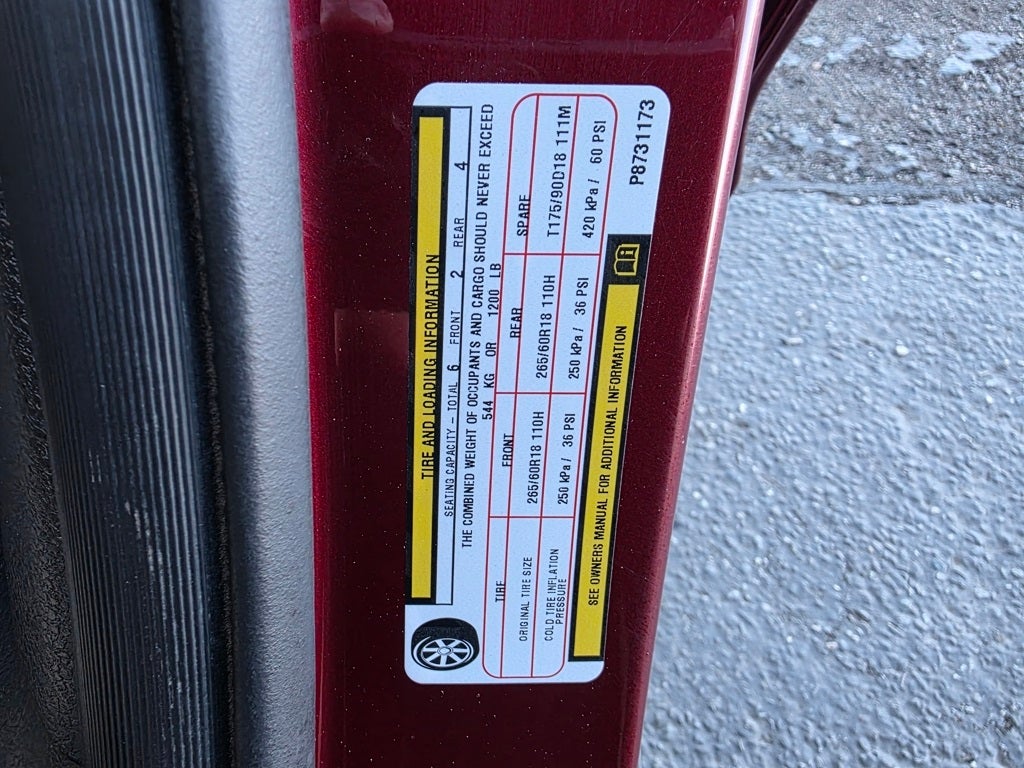 TIRE AND LOADING INFORMATION
SEATING CAPACITY – TOTAL 6 FRONT 2 REAR 4
THE COMBINED WEIGHT OF OCCUPANTS AND CARGO SHOULD NEVER EXCEED
544 KG OR 1200 LB
TIRE FRONT REAR SPARE
ORIGINAL TIRE SIZE 265/60R18 110H 265/60R18 110H T175/90D18 111M
COLD TIRE INFLATION PRESSURE 250 kPa / 36 PSI 250 kPa / 36 PSI 420 kPa / 60 PSI
SEE OWNERS MANUAL FOR ADDITIONAL INFORMATION
P8731173